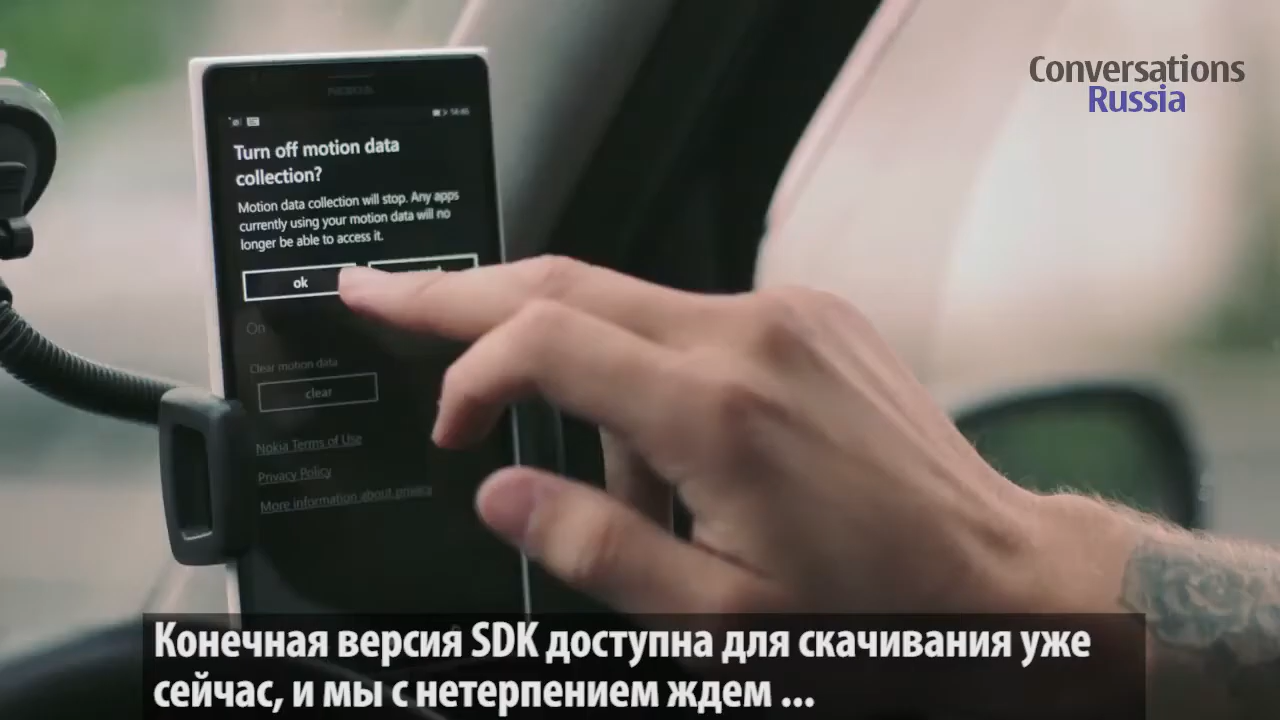 Conversations
Russia
NOKIA
Turn off motion data
collection?
Motion data collection will stop. Any apps
currently using your motion data will no
longer be able to access it.
ok
On
Clear motion data
clear
Nokia Terms of Use
Privacy Policy
More information about privacy
Конечная версия SDK доступна для скачивания уже
сейчас, и мы с нетерпением ждем ...